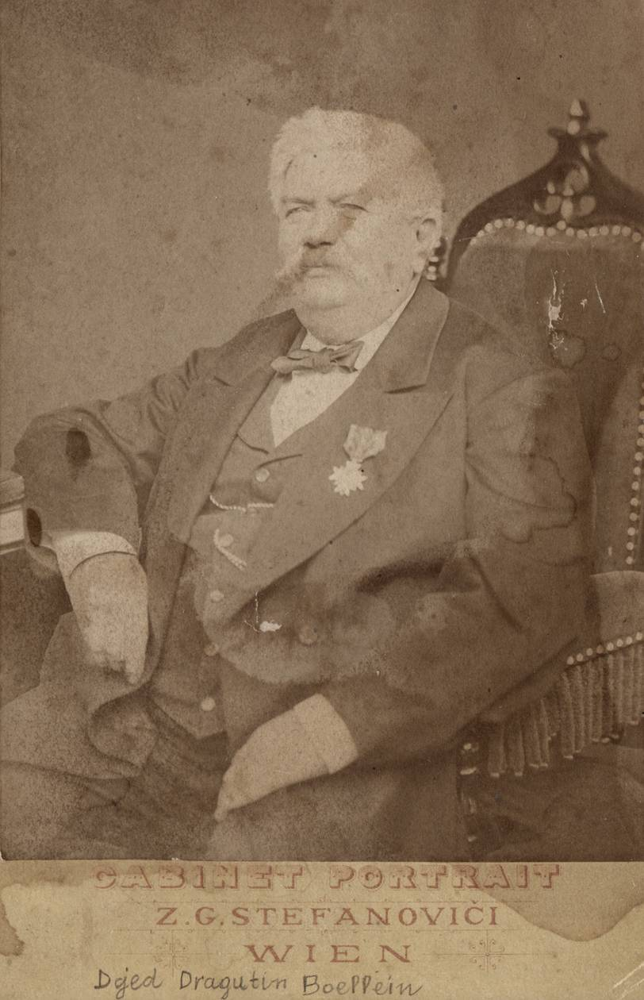 CABINET PORTRAIT
Z.G.STEFANOVIČI
WIEN
Djed Dragutin Boellein